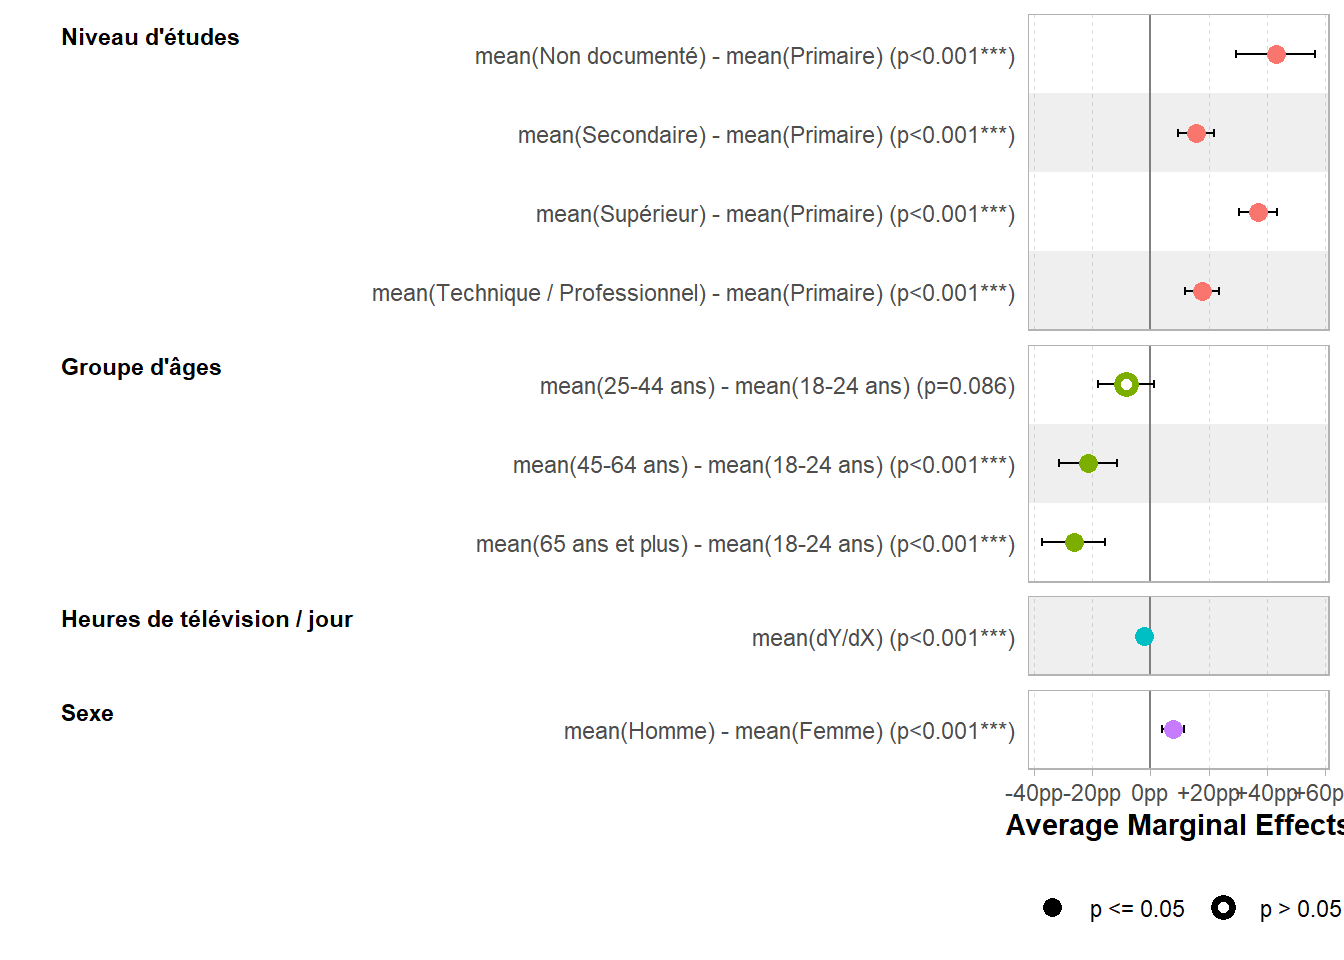 Niveau d'études
mean(Non documenté) - mean(Primaire) (p<0.001***)
mean(Secondaire) - mean(Primaire) (p<0.001***)
mean(Supérieur) - mean(Primaire) (p<0.001***)
mean(Technique / Professionnel) - mean(Primaire) (p<0.001***)
Groupe d'âges
mean(25-44 ans) - mean(18-24 ans) (p=0.086)
mean(45-64 ans) - mean(18-24 ans) (p<0.001***)
mean(65 ans et plus) - mean(18-24 ans) (p<0.001***)
Heures de télévision / jour
mean(dY/dX) (p<0.001***)
Sexe
mean(Homme) - mean(Femme) (p<0.001***)
-40pp -20pp 0pp +20pp +40pp +60p
Average Marginal Effects
p <= 0.05 p > 0.05